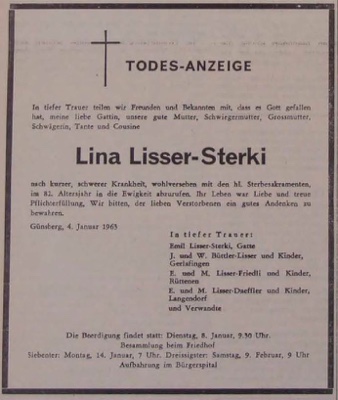 TODES-ANZEIGE
In tiefer Trauer teilen wir Freunden und Bekannten mit, dass es Gott gefallen
hat, meine liebe Gattin, unsere gute Mutter, Schwiegermutter, Grossmutter,
Schwägerin, Tante und Cousine
Lina Lisser-Sterki
nach kurzer, schwerer Krankheit, wohlversehen mit den hl. Sterbesakramenten,
im 82. Altersjahr in die Ewigkeit abzurufen. Ihr Leben war Liebe und treue
Pflichterfüllung, Wir bitten, der lieben Verstorbenen ein gutes Andenken zu
bewahren.
Günsberg, 4. Januar 1963
In tiefer Trauer:
Emil Lisser-Sterki, Gatte
J. und W. Büttler-Lisser und Kinder,
Gerlafingen
E. und M. Lisser-Friedli und Kinder,
Rüttenen
E. und M. Lisser-Daeffler und Kinder,
Langendorf
und Verwandte
Die Beerdigung findet statt: Dienstag, 8. Januar, 9.30 Uhr.
Besammlung beim Friedhof
Siebenter: Montag, 14. Januar, 7 Uhr. Dreissigster: Samstag, 9. Februar, 9 Uhr
Aufbahrung im Bürgerspital